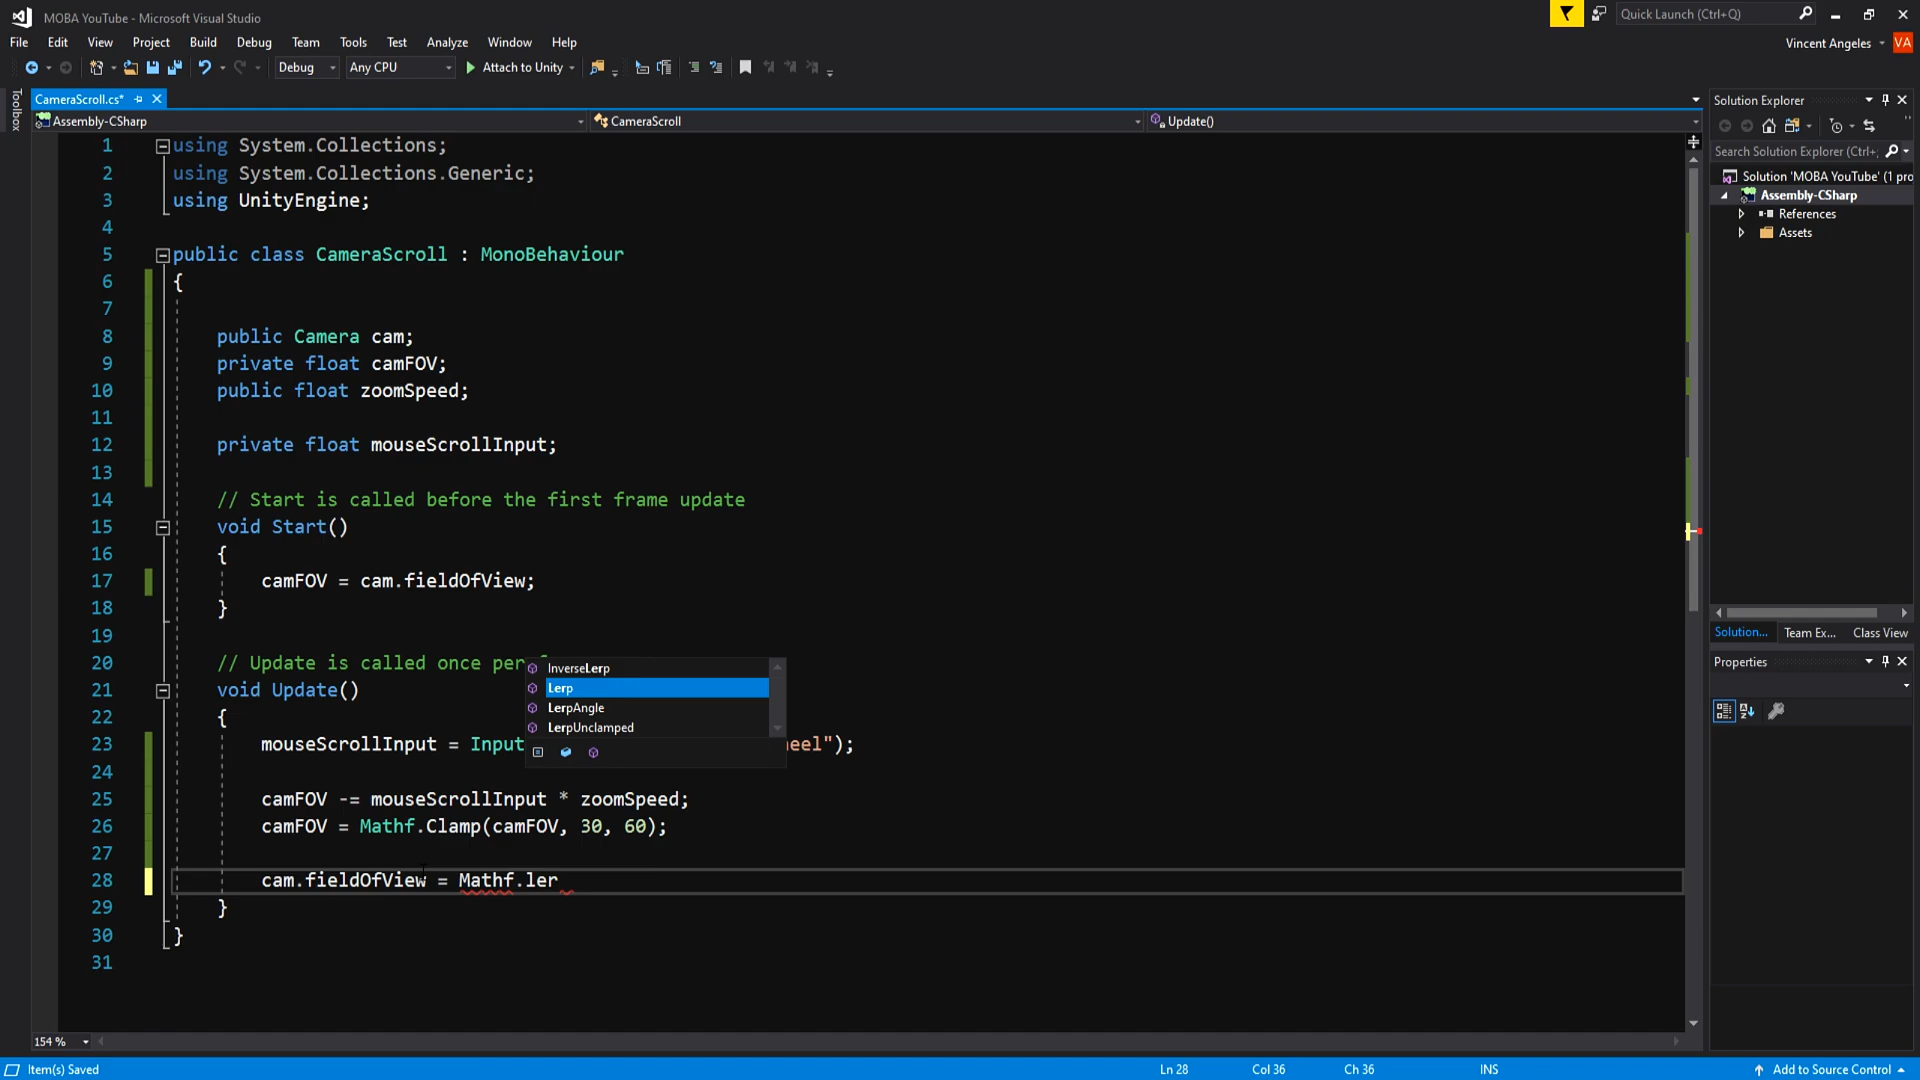 MOBA YouTube - Microsoft Visual Studio
Quick Launch (Ctrl+Q)
File Edit View Project Build Debug Team Tools Test Analyze Window Help
Vincent Angeles VA
Debug Any CPU Attach to Unity
Toolbox
CameraScroll.cs*
Assembly-CSharp CameraScroll Update()
1 using System.Collections;
2 using System.Collections.Generic;
3 using UnityEngine;
4
5 public class CameraScroll : MonoBehaviour
6 {
7
8 public Camera cam;
9 private float camFOV;
10 public float zoomSpeed;
11
12 private float mouseScrollInput;
13
14 // Start is called before the first frame update
15 void Start()
16 {
17 camFOV = cam.fieldOfView;
18 }
19
20 // Update is called once per f
21 void Update()
22 {
23 mouseScrollInput = Input heel");
24
25 camFOV -= mouseScrollInput * zoomSpeed;
26 camFOV = Mathf.Clamp(camFOV, 30, 60);
27
28 cam.fieldOfView = Mathf.ler
29 }
30 }
31
InverseLerp
Lerp
LerpAngle
LerpUnclamped
Solution Explorer
Search Solution Explorer (Ctrl+;
Solution 'MOBA YouTube' (1 pro
Assembly-CSharp
References
Assets
Solution... Team Ex... Class View
Properties
154 %
Item(s) Saved Ln 28 Col 36 Ch 36 INS Add to Source Control